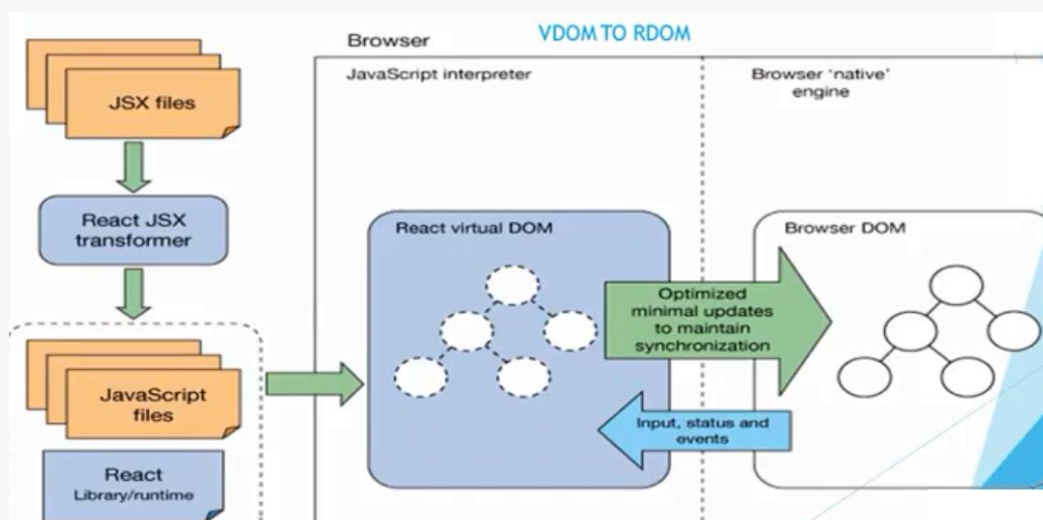 VDOM TO RDOM
Browser
JavaScript interpreter
Browser 'native'
engine
JSX files
React JSX
transformer
React virtual DOM
Browser DOM
Optimized
minimal updates
to maintain
synchronization
JavaScript
files
Input, status and
events
React
Library/runtime